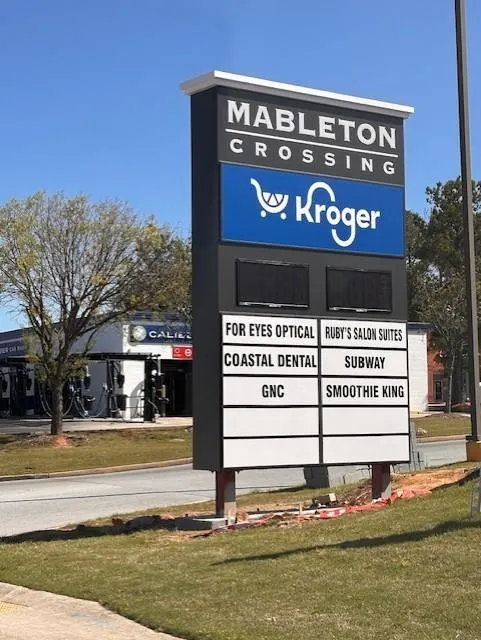 MABLETON
CROSSING
Kroger
FOR EYES OPTICAL
RUBY'S SALON SUITES
COASTAL DENTAL
SUBWAY
GNC
SMOOTHIE KING